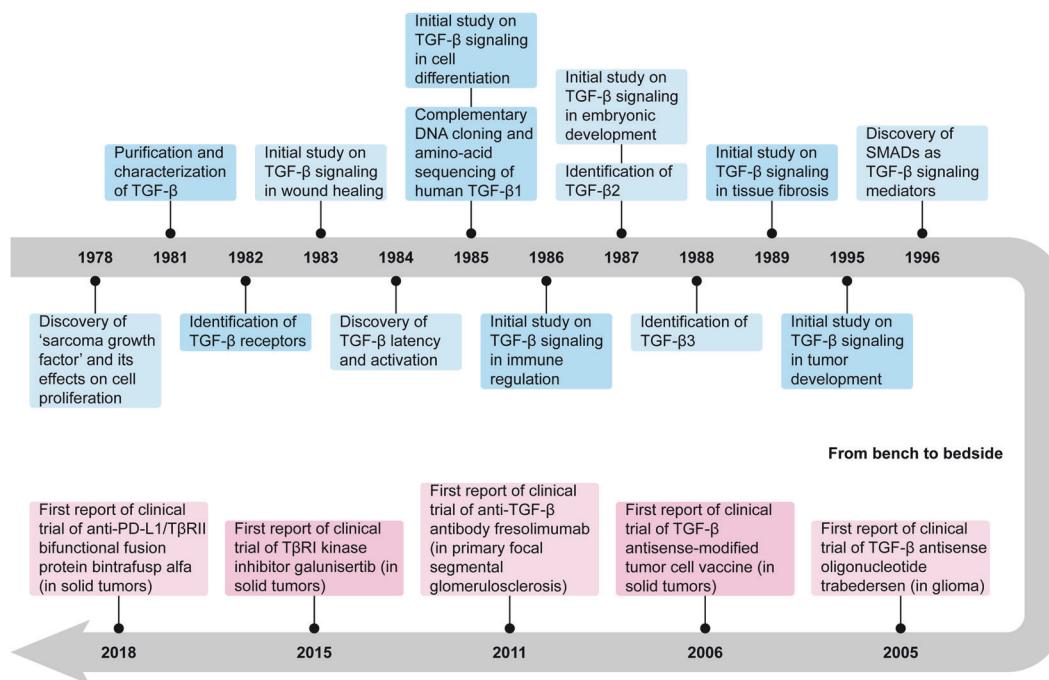 Initial study on
TGF-β signaling
in cell
differentiation
Complementary
DNA cloning and
amino-acid
sequencing of
human TGF-β1
Initial study on
TGF-β signaling
in embryonic
development
Identification of
TGF-β2
Purification and
characterization
of TGF-β
Initial study on
TGF-β signaling
in wound healing
Initial study on
TGF-β signaling
in tissue fibrosis
Discovery of
SMADs as
TGF-β signaling
mediators
1978 1981 1982 1983 1984 1985 1986 1987 1988 1989 1995 1996
Discovery of
‘sarcoma growth
factor’ and its
effects on cell
proliferation
Identification of
TGF-β receptors
Discovery of
TGF-β latency
and activation
Initial study on
TGF-β signaling
in immune
regulation
Identification of
TGF-β3
Initial study on
TGF-β signaling
in tumor
development
From bench to bedside
First report of clinical
trial of anti-PD-L1/TβRII
bifunctional fusion
protein bintrafusp alfa
(in solid tumors)
First report of clinical
trial of TβRI kinase
inhibitor galunisertib (in
solid tumors)
First report of clinical
trial of anti-TGF-β
antibody fresolimumab
(in primary focal
segmental
glomerulosclerosis)
First report of clinical
trial of TGF-β
antisense-modified
tumor cell vaccine (in
solid tumors)
First report of clinical
trial of TGF-β antisense
oligonucleotide
trabedersen (in glioma)
2018 2015 2011 2006 2005